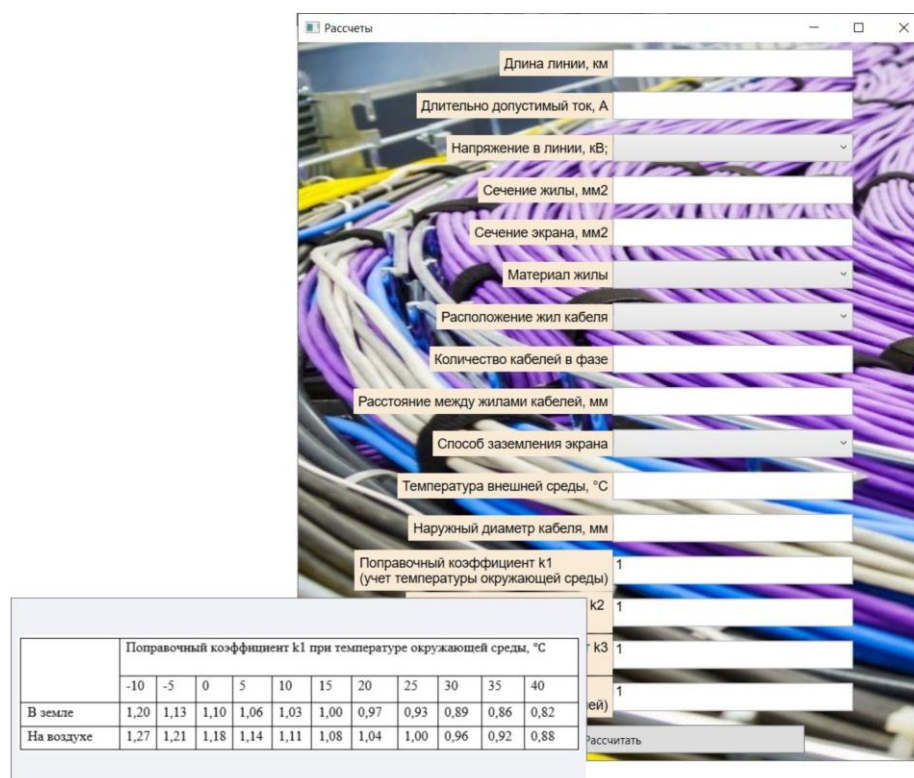 Рассчеты
Длина линии, км
Длительно допустимый ток, А
Напряжение в линии, кВ;
Сечение жилы, мм2
Сечение экрана, мм2
Материал жилы
Расположение жил кабеля
Количество кабелей в фазе
Расстояние между жилами кабелей, мм
Способ заземления экрана
Температура внешней среды, °C
Наружный диаметр кабеля, мм
Поправочный коэффициент k1 1
(учет температуры окружающей среды)
k2 1
k3 1
1
Рассчитать
Поправочный коэффициент k1 при температуре окружающей среды, °C
-10 -5 0 5 10 15 20 25 30 35 40
В земле 1,20 1,13 1,10 1,06 1,03 1,00 0,97 0,93 0,89 0,86 0,82
На воздухе 1,27 1,21 1,18 1,14 1,11 1,08 1,04 1,00 0,96 0,92 0,88